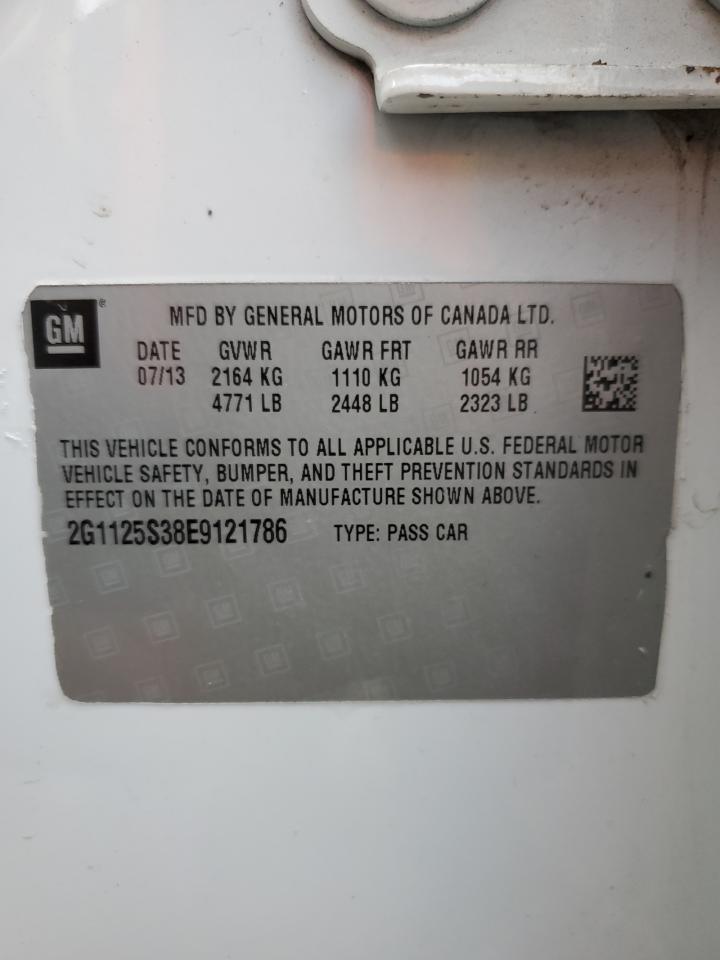 GM®
MFD BY GENERAL MOTORS OF CANADA LTD.
DATE GVWR GAWR FRT GAWR RR
07/13 2164 KG 1110 KG 1054 KG
4771 LB 2448 LB 2323 LB
THIS VEHICLE CONFORMS TO ALL APPLICABLE U.S. FEDERAL MOTOR
VEHICLE SAFETY, BUMPER, AND THEFT PREVENTION STANDARDS IN
EFFECT ON THE DATE OF MANUFACTURE SHOWN ABOVE.
2G1125S38E9121786 TYPE: PASS CAR